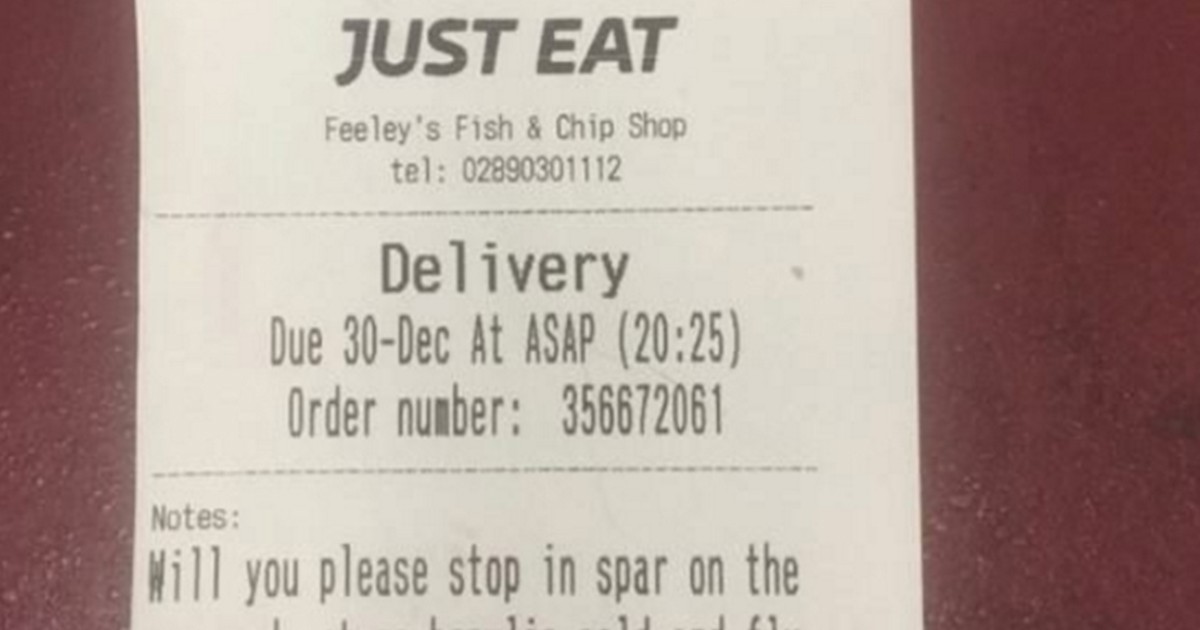 JUST EAT
Feeley's Fish & Chip Shop
tel: 02890301112
Delivery
Due 30-Dec At ASAP (20:25)
Order number: 356672061
Notes:
Will you please stop in spar on the